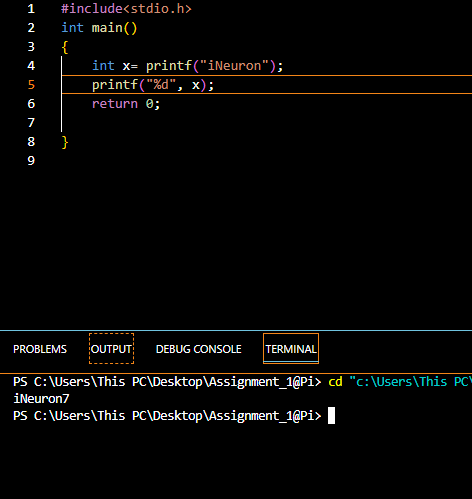 1 #include<stdio.h>
2 int main()
3 {
4     int x= printf("iNeuron");
5     printf("%d", x);
6     return 0;
7
8 }
9
PROBLEMS OUTPUT DEBUG CONSOLE TERMINAL
PS C:\Users\This PC\Desktop\Assignment_1@Pi> cd "c:\Users\This PC\
iNeuron7
PS C:\Users\This PC\Desktop\Assignment_1@Pi>